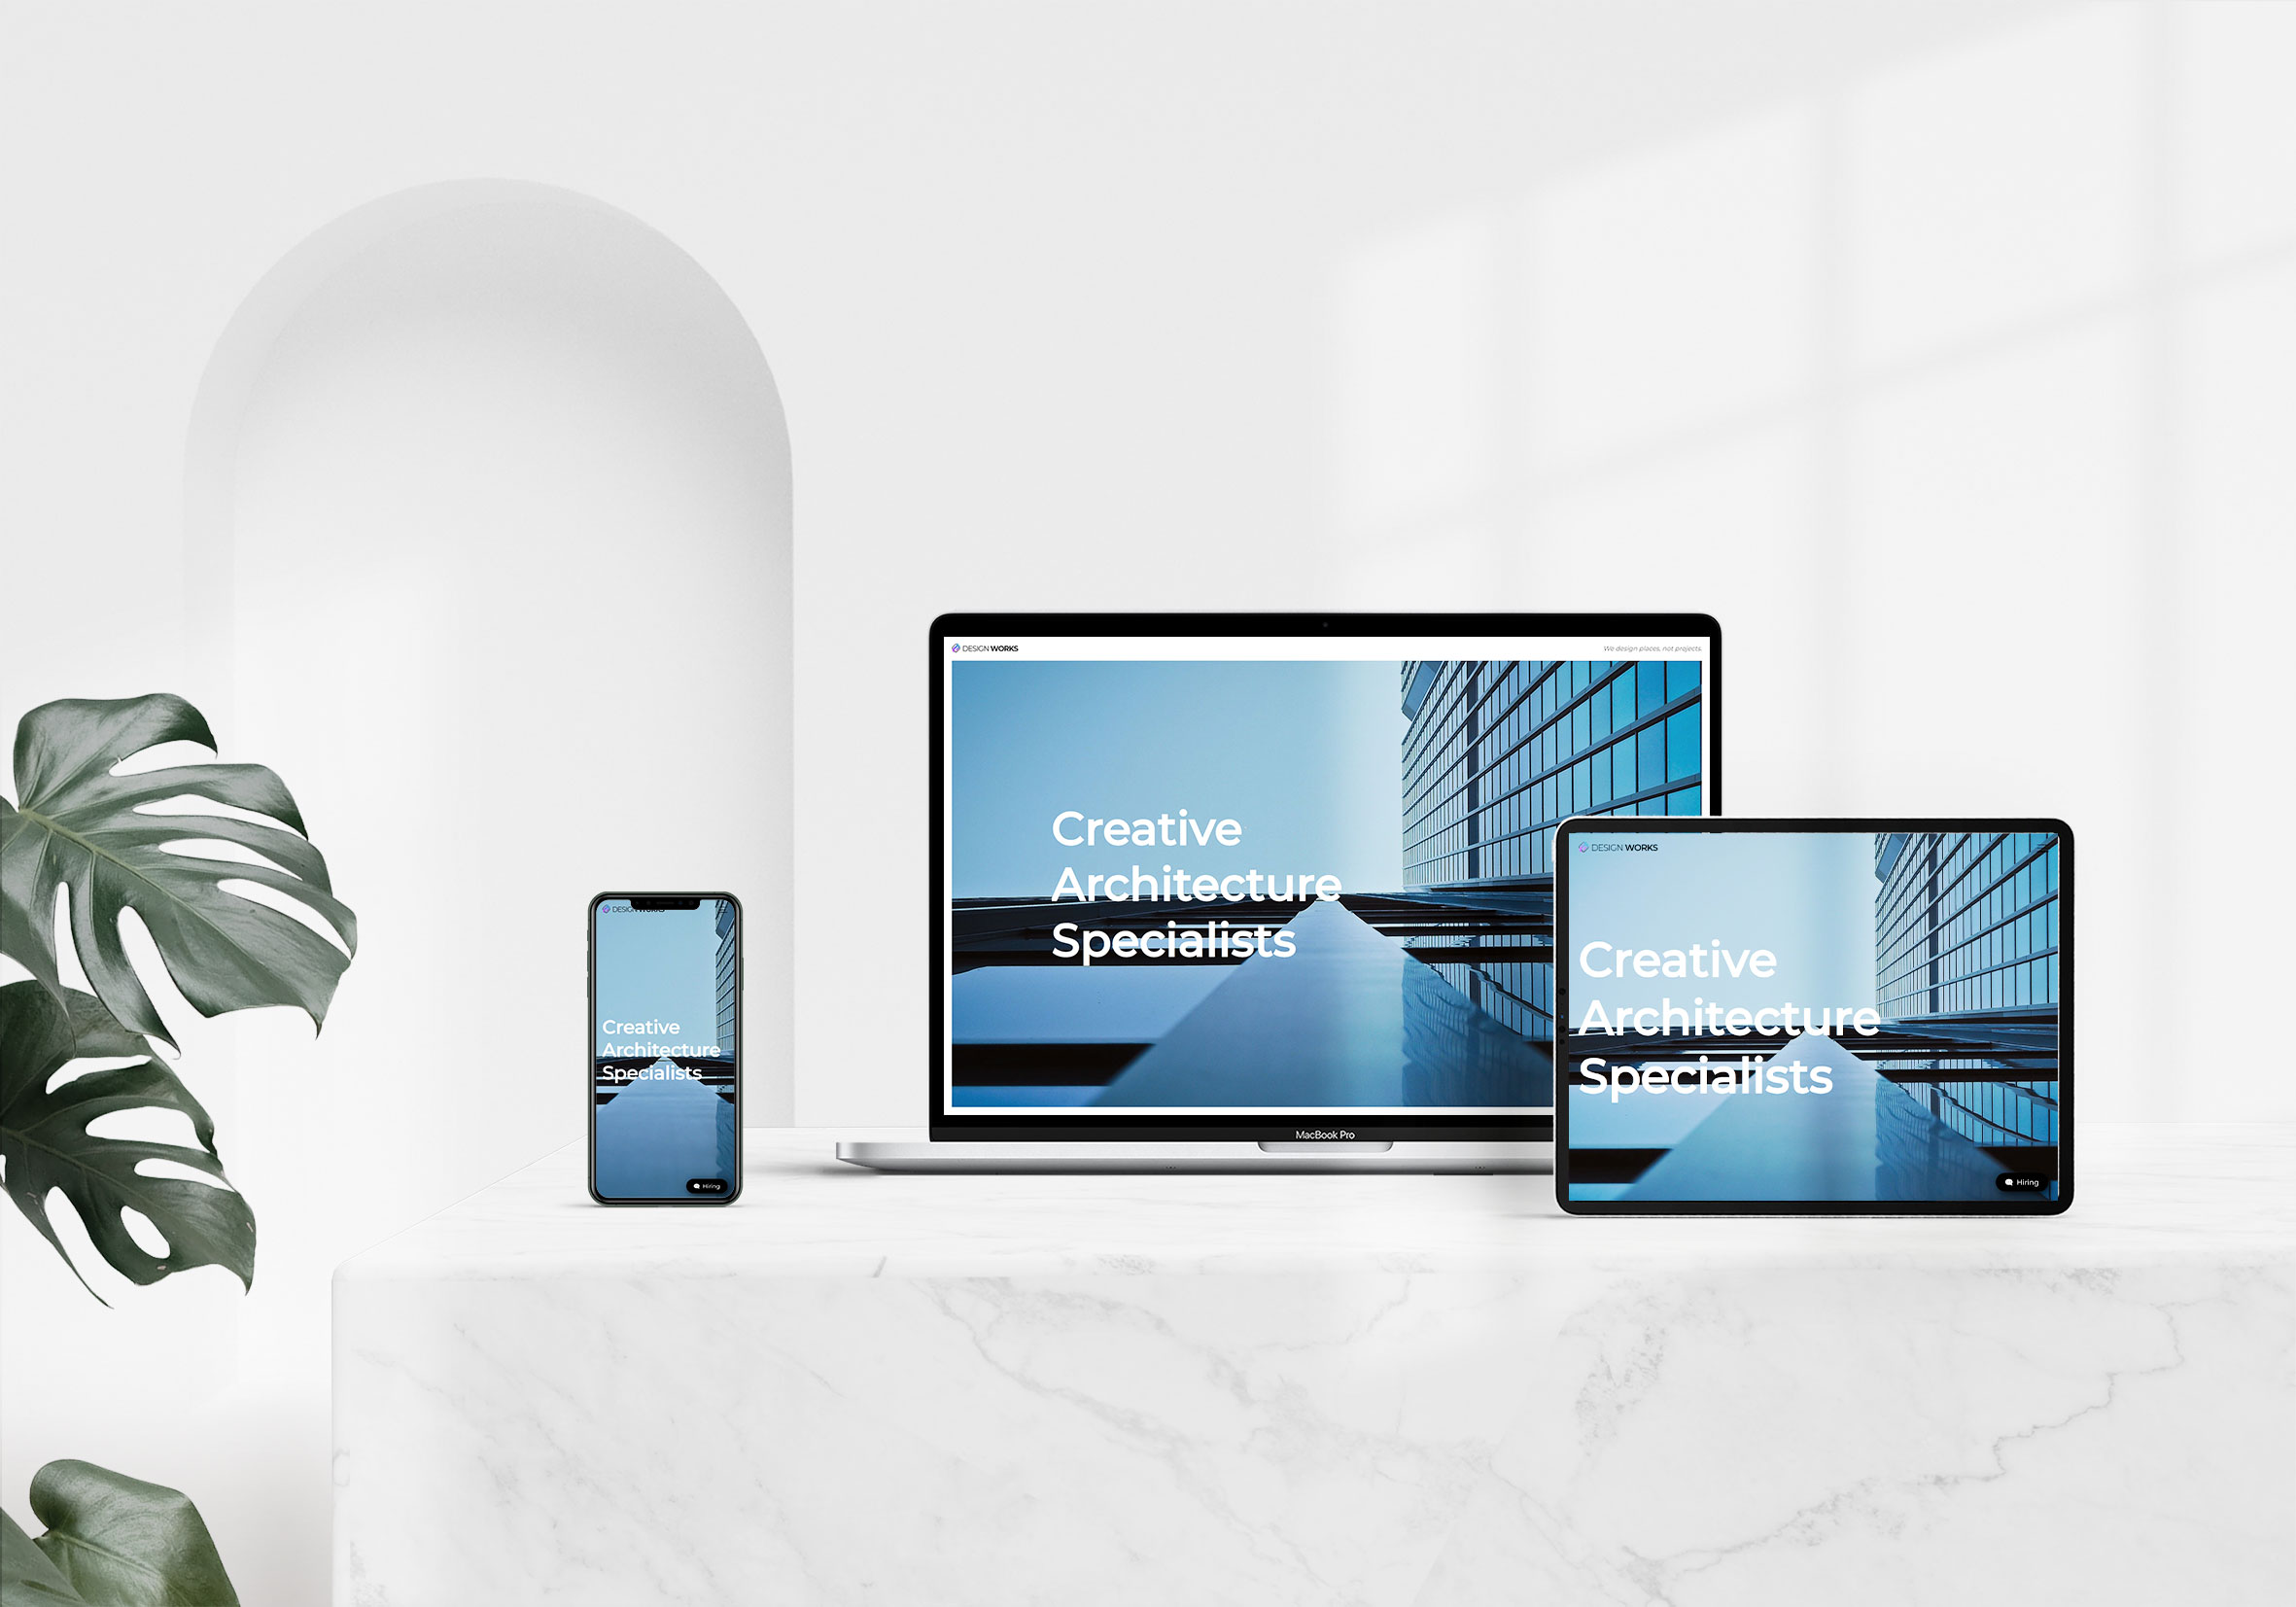 DESIGN WORKS
We design places, not projects.
Creative
Architecture
Specialists
MacBook Pro
DESIGN WORKS
Creative
Architecture
Specialists
Hiring
DESIGN WORKS
Creative
Architecture
Specialists
Hiring